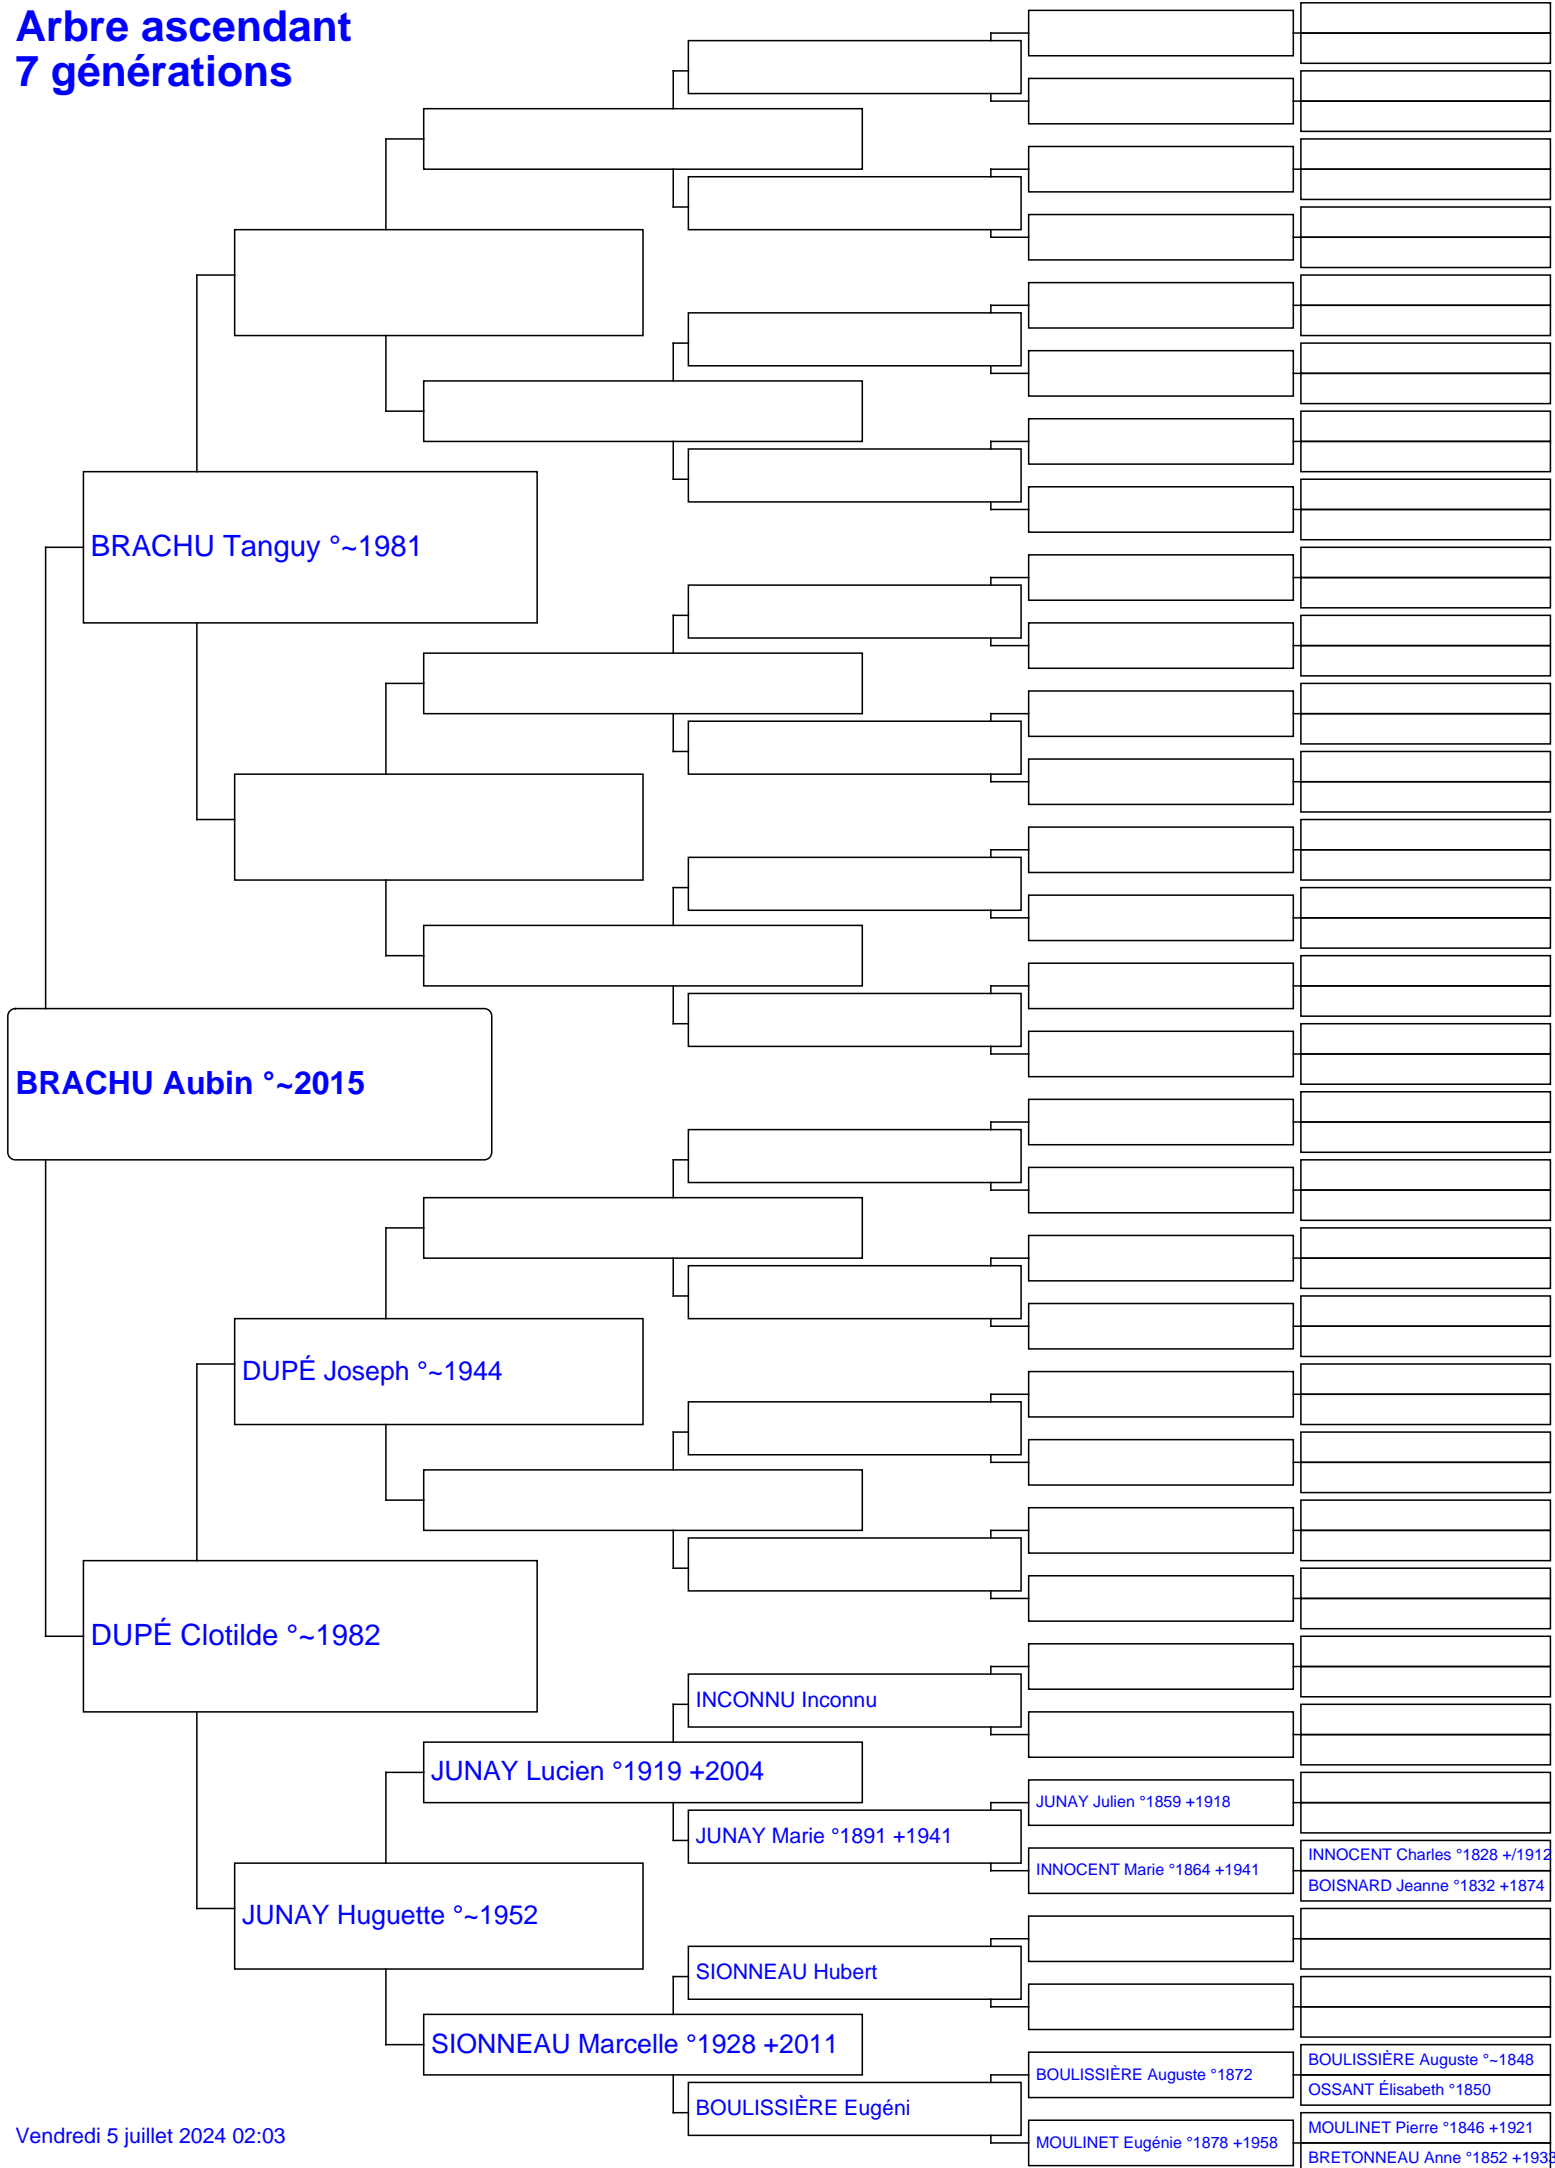 Arbre ascendant
7 générations
BRACHU Tanguy °~1981
BRACHU Aubin °~2015
DUPÉ Joseph °~1944
DUPÉ Clotilde °~1982
INCONNU Inconnu
JUNAY Lucien °1919 +2004
JUNAY Julien °1859 +1918
JUNAY Marie °1891 +1941
INNOCENT Charles °1828 +/1912
INNOCENT Marie °1864 +1941
BOISNARD Jeanne °1832 +1874
JUNAY Huguette °~1952
SIONNEAU Hubert
SIONNEAU Marcelle °1928 +2011
BOULISSIÈRE Auguste °~1848
BOULISSIÈRE Auguste °1872
OSSANT Élisabeth °1850
BOULISSIÈRE Eugéni
MOULINET Pierre °1846 +1921
MOULINET Eugénie °1878 +1958
BRETONNEAU Anne °1852 +1933
Vendredi 5 juillet 2024 02:03